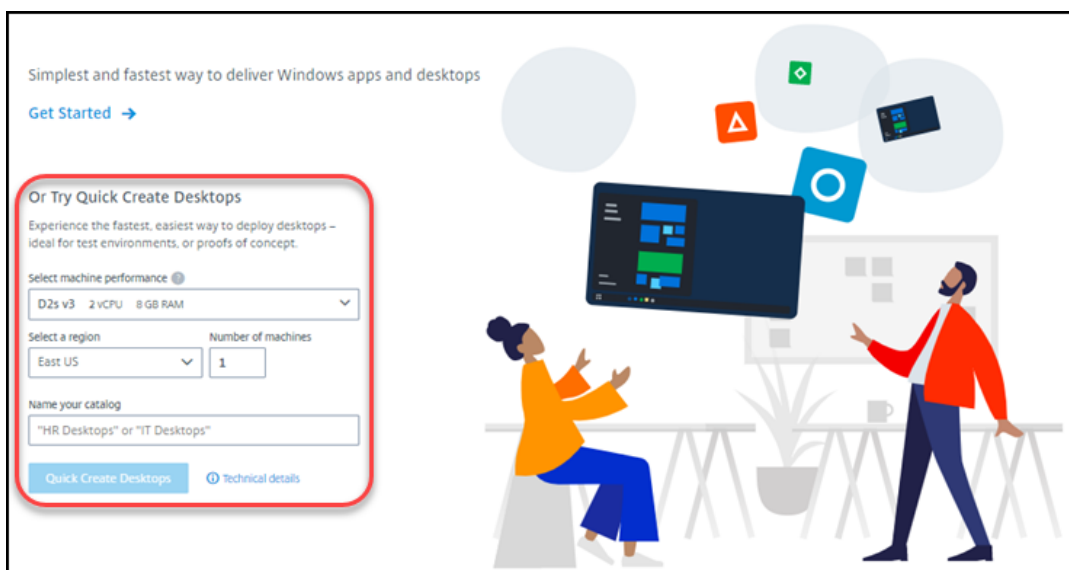 Simplest and fastest way to deliver Windows apps and desktops
Get Started →
Or Try Quick Create Desktops
Experience the fastest, easiest way to deploy desktops –
ideal for test environments, or proofs of concept.
Select machine performance ?
D2s v3 2 vCPU 8 GB RAM
Select a region Number of machines
East US 1
Name your catalog
"HR Desktops" or "IT Desktops"
Quick Create Desktops Technical details